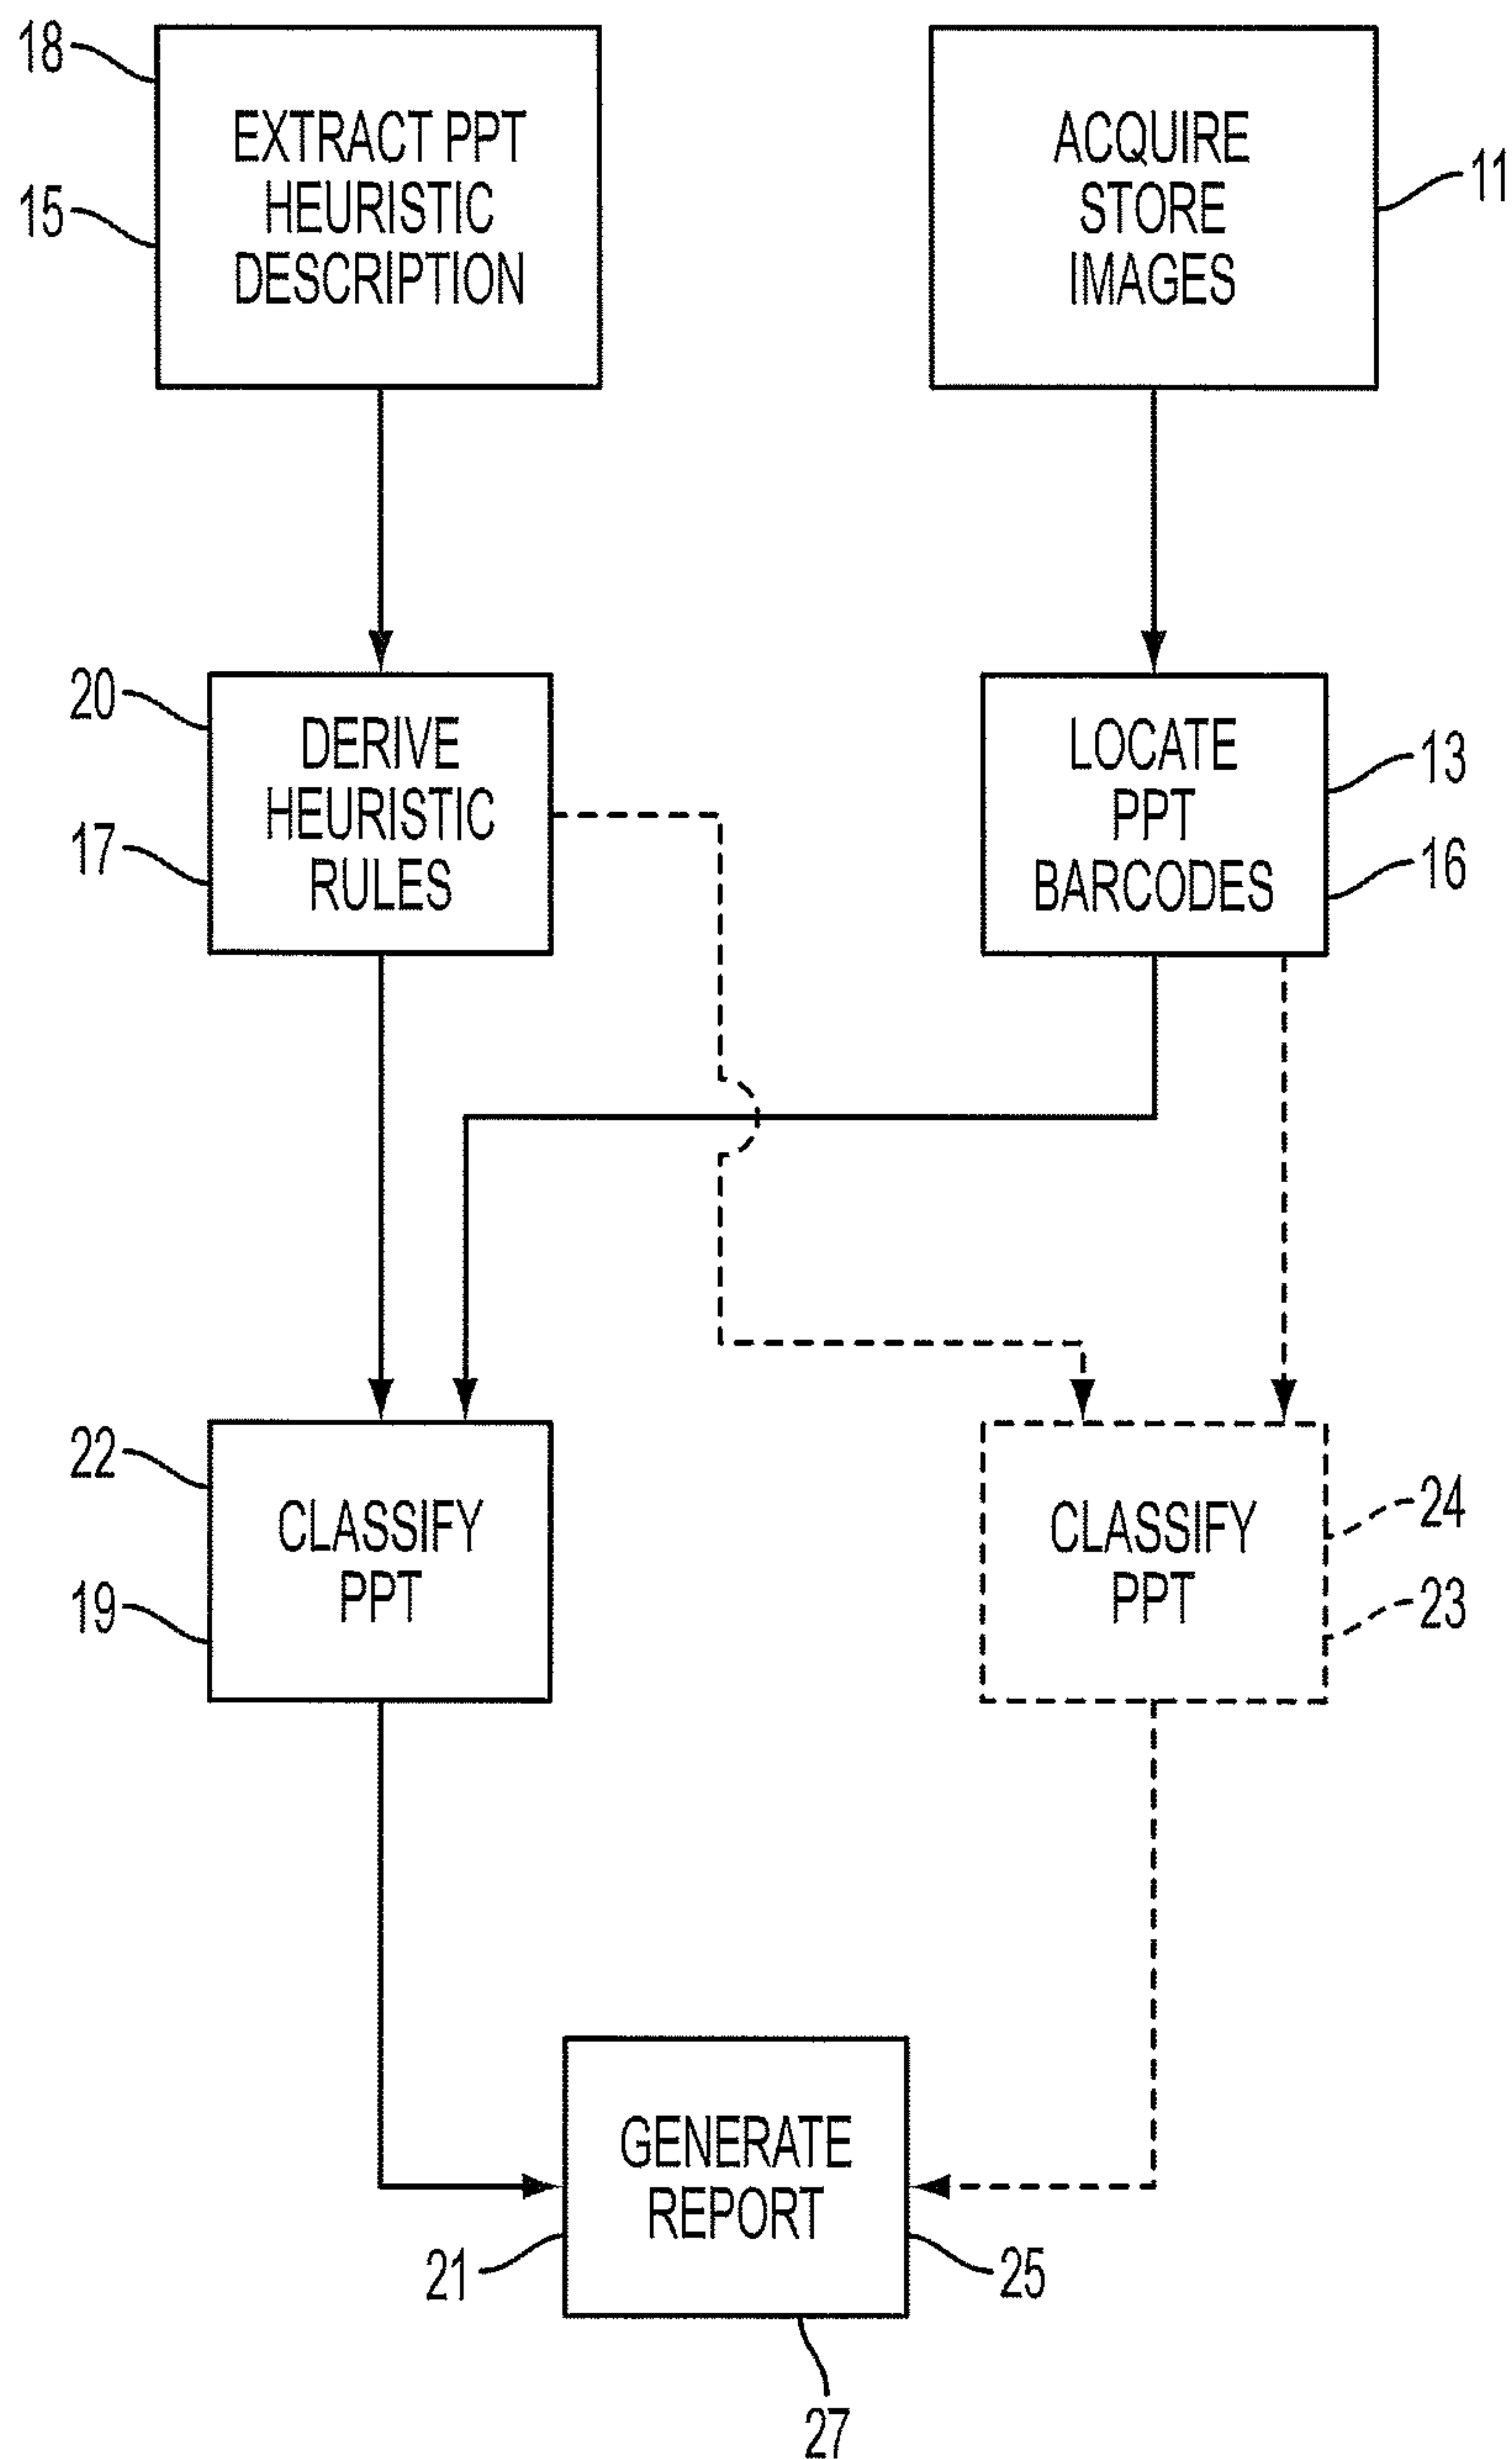 18
15
EXTRACT PPT
HEURISTIC
DESCRIPTION
ACQUIRE
STORE
IMAGES
11
20
17
DERIVE
HEURISTIC
RULES
LOCATE
PPT
BARCODES
13
16
22
19
CLASSIFY
PPT
CLASSIFY
PPT
24
23
GENERATE
REPORT
21
25
27